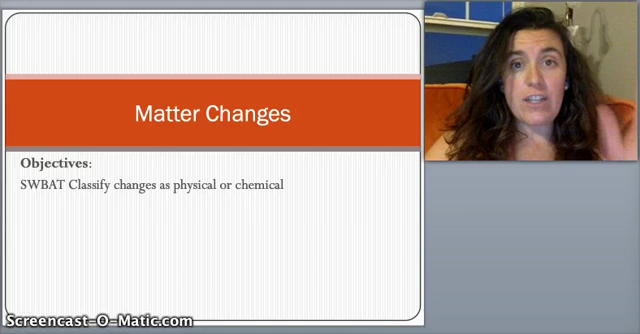 Matter Changes
Objectives:
SWBAT Classify changes as physical or chemical
Screencast-O-Matic.com